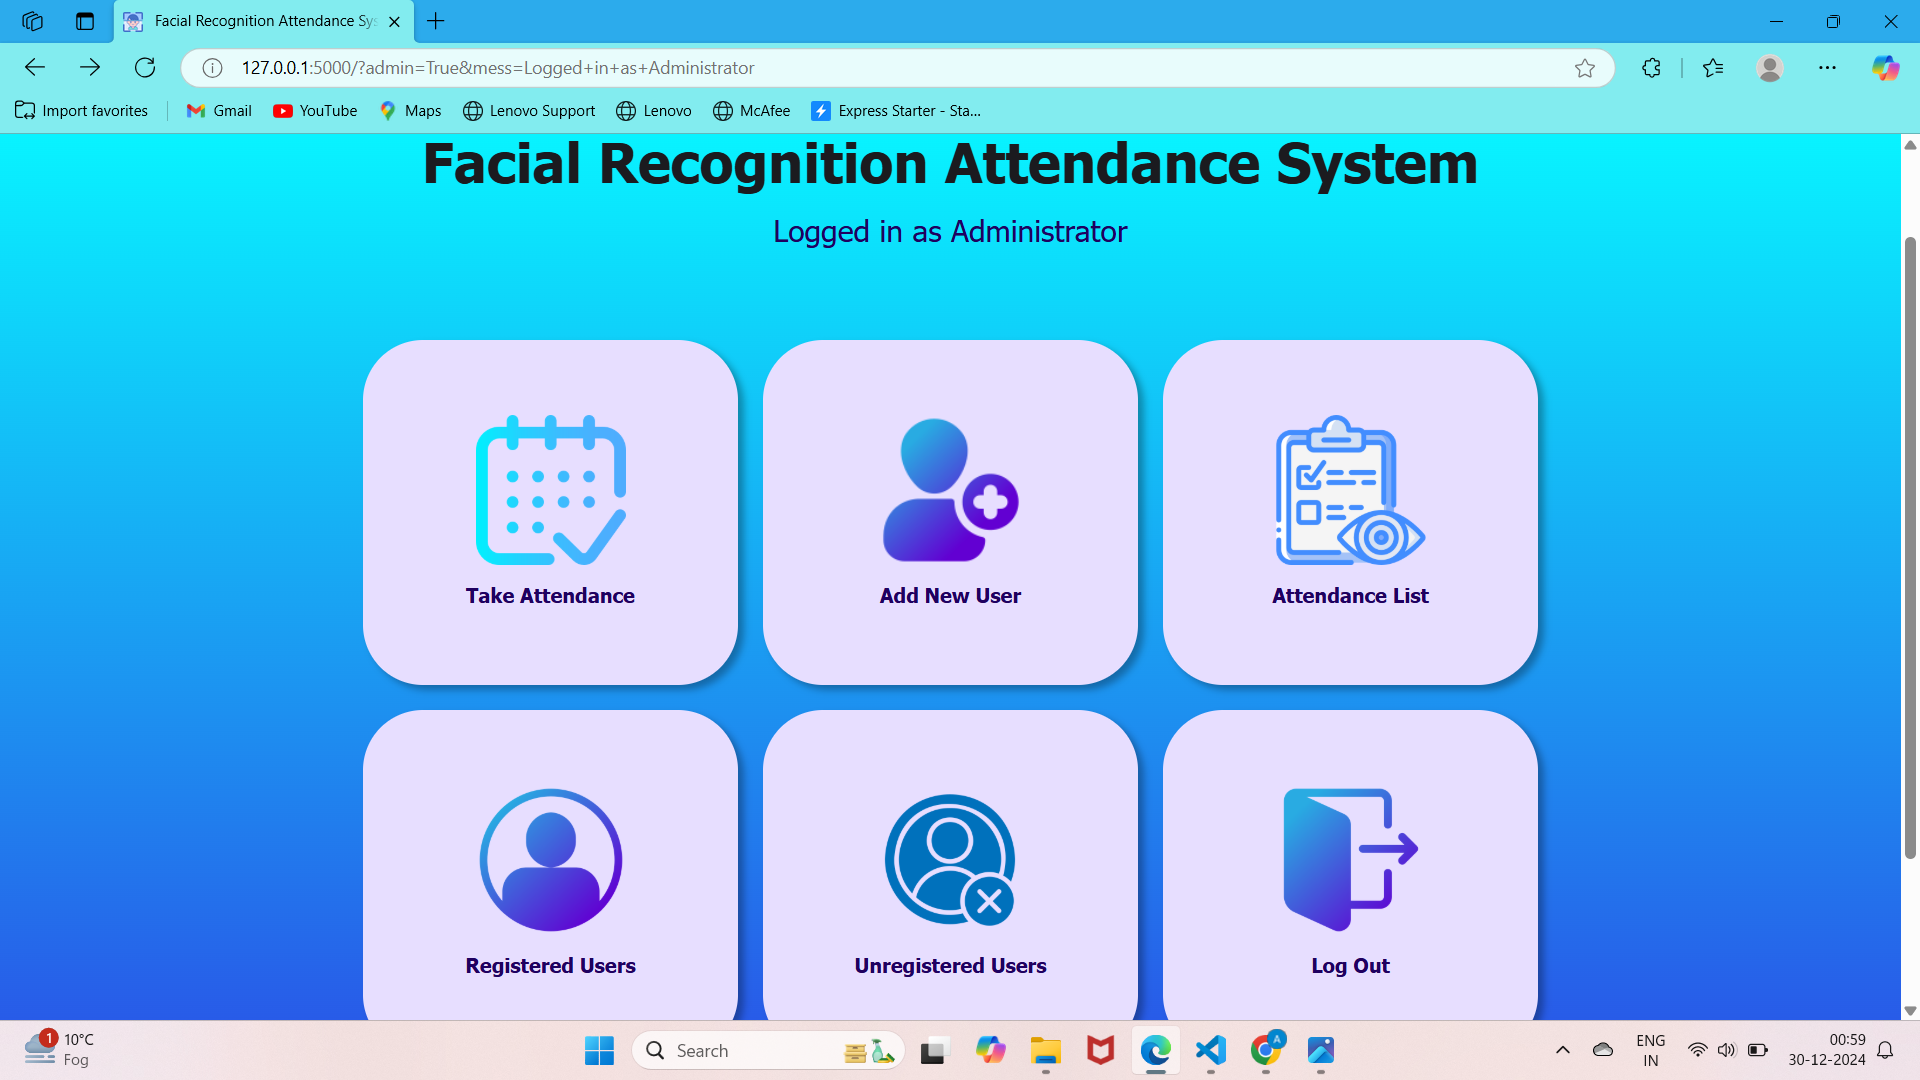 Facial Recognition Attendance Sys
127.0.0.1:5000/?admin=True&mess=Logged+in+as+Administrator
Import favorites
Gmail
YouTube
Maps
Lenovo Support
Lenovo
McAfee
Express Starter - Sta...
Facial Recognition Attendance System
Logged in as Administrator
Take Attendance
Add New User
Attendance List
Registered Users
Unregistered Users
Log Out
1
10°C
Fog
Search
A
ENG
IN
00:59
30-12-2024